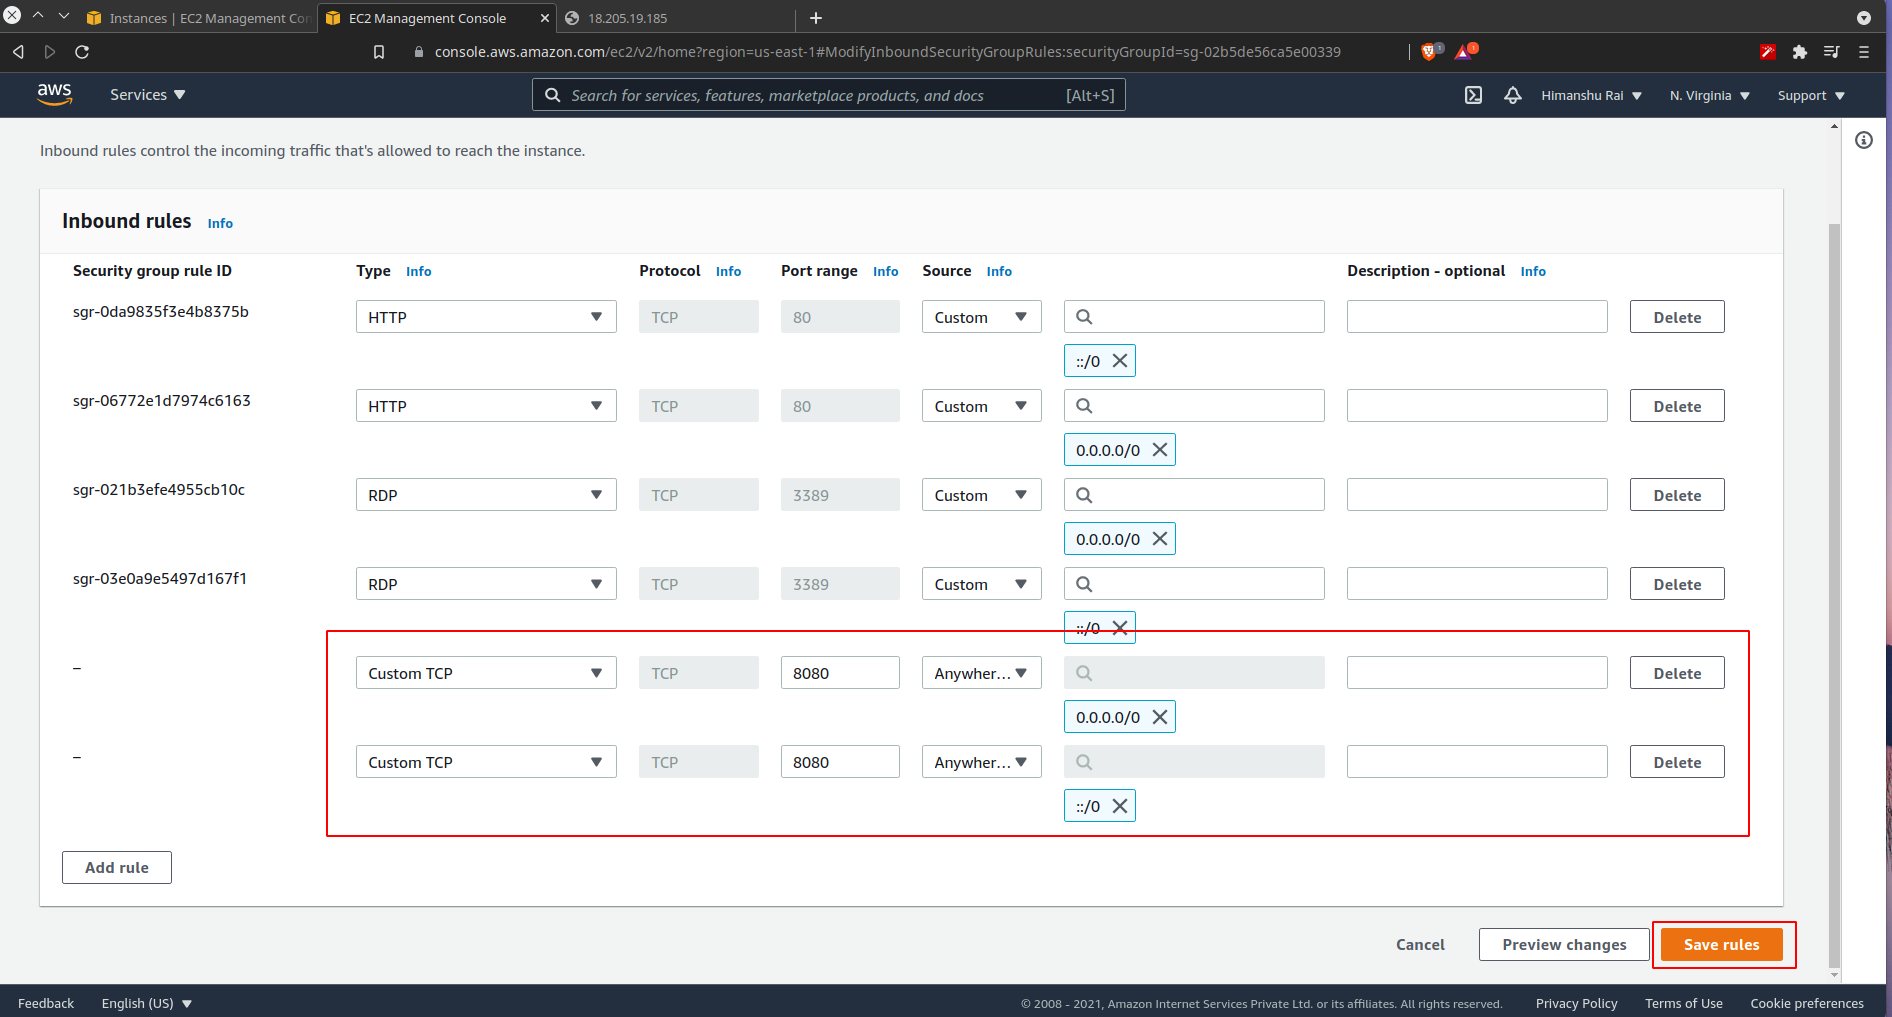 Instances | EC2 Management Con
EC2 Management Console
18.205.19.185
console.aws.amazon.com/ec2/v2/home?region=us-east-1#ModifyInboundSecurityGroupRules:securityGroupId=sg-02b5de56ca5e00339
1
1
aws
Services
Search for services, features, marketplace products, and docs
[Alt+S]
Himanshu Rai
N. Virginia
Support
Inbound rules control the incoming traffic that's allowed to reach the instance.
Inbound rules Info
Security group rule ID
Type Info
Protocol Info
Port range Info
Source Info
Description - optional Info
sgr-0da9835f3e4b8375b
HTTP
TCP
80
Custom
Delete
::/0
sgr-06772e1d7974c6163
HTTP
TCP
80
Custom
Delete
0.0.0.0/0
sgr-021b3efe4955cb10c
RDP
TCP
3389
Custom
Delete
0.0.0.0/0
sgr-03e0a9e5497d167f1
RDP
TCP
3389
Custom
Delete
::/0
–
Custom TCP
TCP
8080
Anywher...
Delete
0.0.0.0/0
–
Custom TCP
TCP
8080
Anywher...
Delete
::/0
Add rule
Cancel
Preview changes
Save rules
Feedback
English (US)
© 2008 - 2021, Amazon Internet Services Private Ltd. or its affiliates. All rights reserved.
Privacy Policy
Terms of Use
Cookie preferences